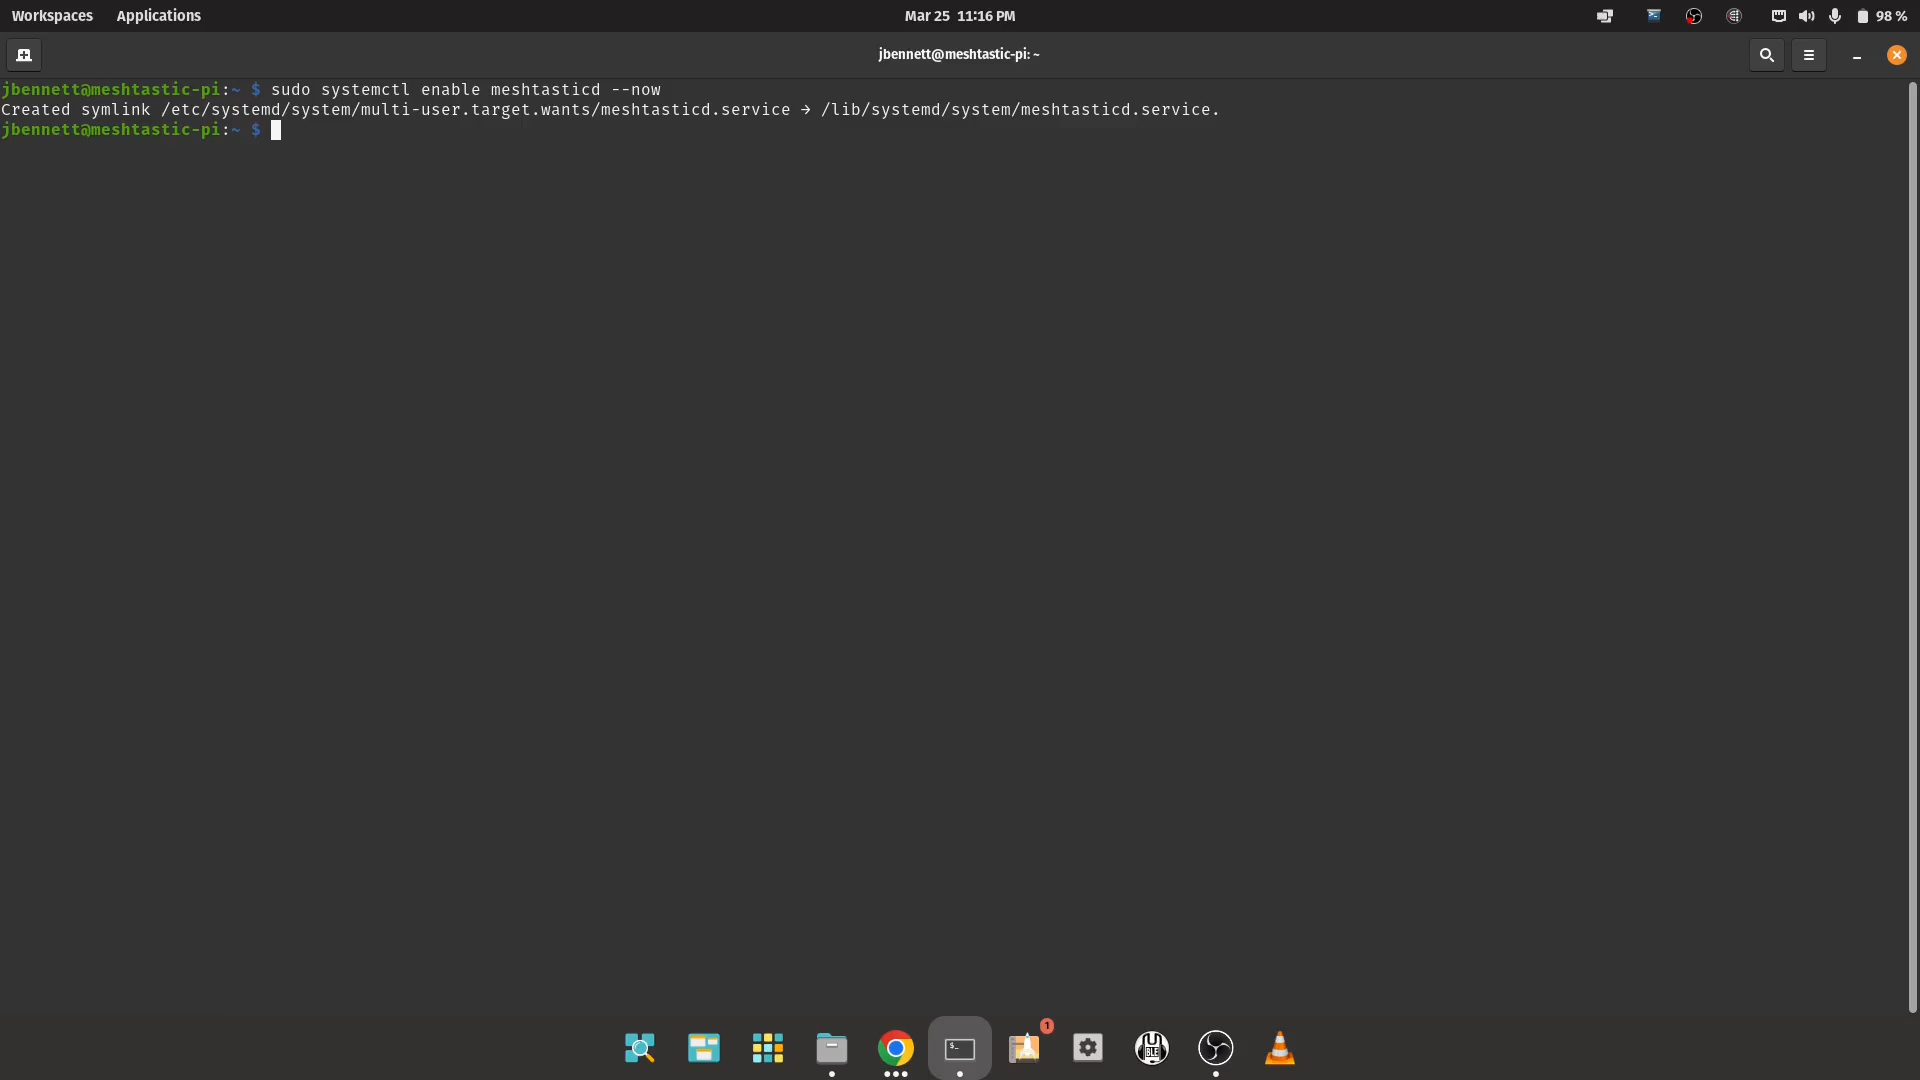 Workspaces Applications Mar 25 11:16 PM 98 %
jbennett@meshtastic-pi: ~
jbennett@meshtastic-pi:~ $ sudo systemctl enable meshtasticd --now
Created symlink /etc/systemd/system/multi-user.target.wants/meshtasticd.service → /lib/systemd/system/meshtasticd.service.
jbennett@meshtastic-pi:~ $
1
BLE